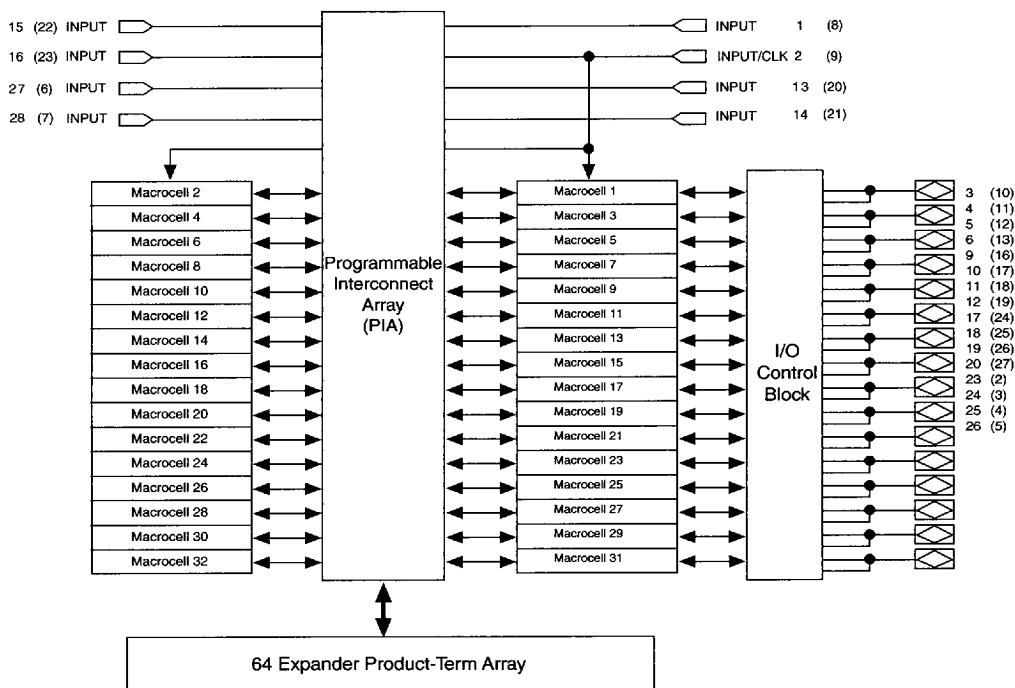 15 (22) INPUT
16 (23) INPUT
27 (6) INPUT
28 (7) INPUT
INPUT 1 (8)
INPUT/CLK 2 (9)
INPUT 13 (20)
INPUT 14 (21)
Macrocell 2
Macrocell 4
Macrocell 6
Macrocell 8
Macrocell 10
Macrocell 12
Macrocell 14
Macrocell 16
Macrocell 18
Macrocell 20
Macrocell 22
Macrocell 24
Macrocell 26
Macrocell 28
Macrocell 30
Macrocell 32
Programmable
Interconnect
Array
(PIA)
Macrocell 1
Macrocell 3
Macrocell 5
Macrocell 7
Macrocell 9
Macrocell 11
Macrocell 13
Macrocell 15
Macrocell 17
Macrocell 19
Macrocell 21
Macrocell 23
Macrocell 25
Macrocell 27
Macrocell 29
Macrocell 31
I/O
Control
Block
3 (10)
4 (11)
5 (12)
6 (13)
9 (16)
10 (17)
11 (18)
12 (19)
17 (24)
18 (25)
19 (26)
20 (27)
23 (2)
24 (3)
25 (4)
26 (5)
64 Expander Product-Term Array